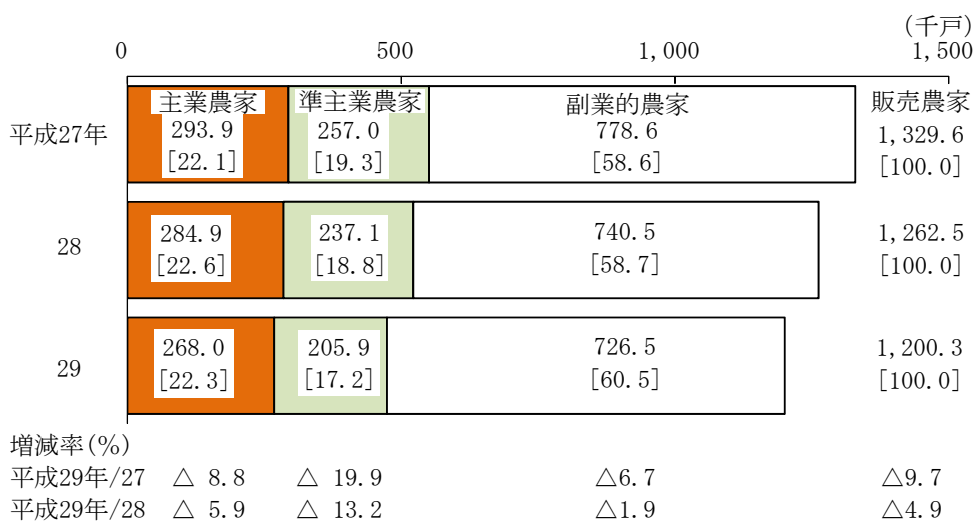 (千戸)
0 500 1,000 1,500
主業農家 準主業農家 副業的農家 販売農家
平成27年 293.9 257.0 778.6 1,329.6
[22.1] [19.3] [58.6] [100.0]
28 284.9 237.1 740.5 1,262.5
[22.6] [18.8] [58.7] [100.0]
29 268.0 205.9 726.5 1,200.3
[22.3] [17.2] [60.5] [100.0]
増減率(%)
平成29年/27 △ 8.8 △ 19.9 △6.7 △9.7
平成29年/28 △ 5.9 △ 13.2 △1.9 △4.9